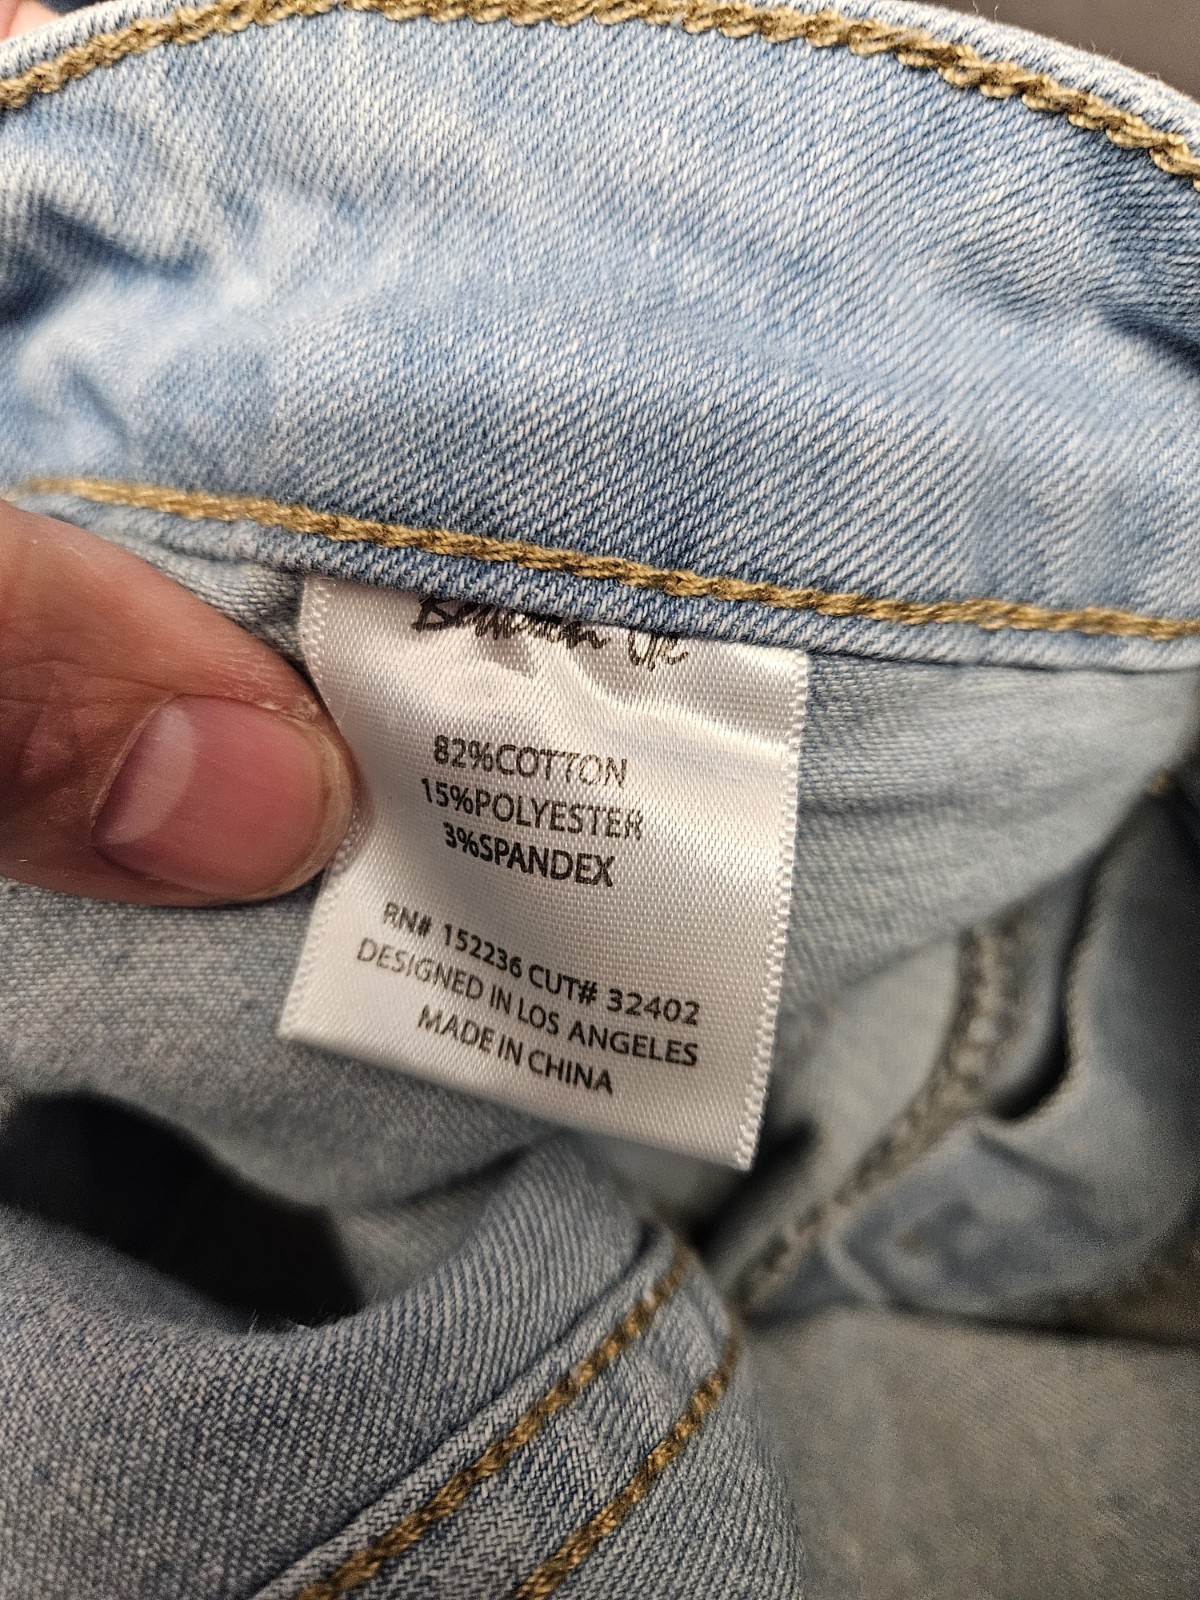 82%COTTON
15%POLYESTER
3%SPANDEX
RN# 152236 CUT# 32402
DESIGNED IN LOS ANGELES
MADE IN CHINA